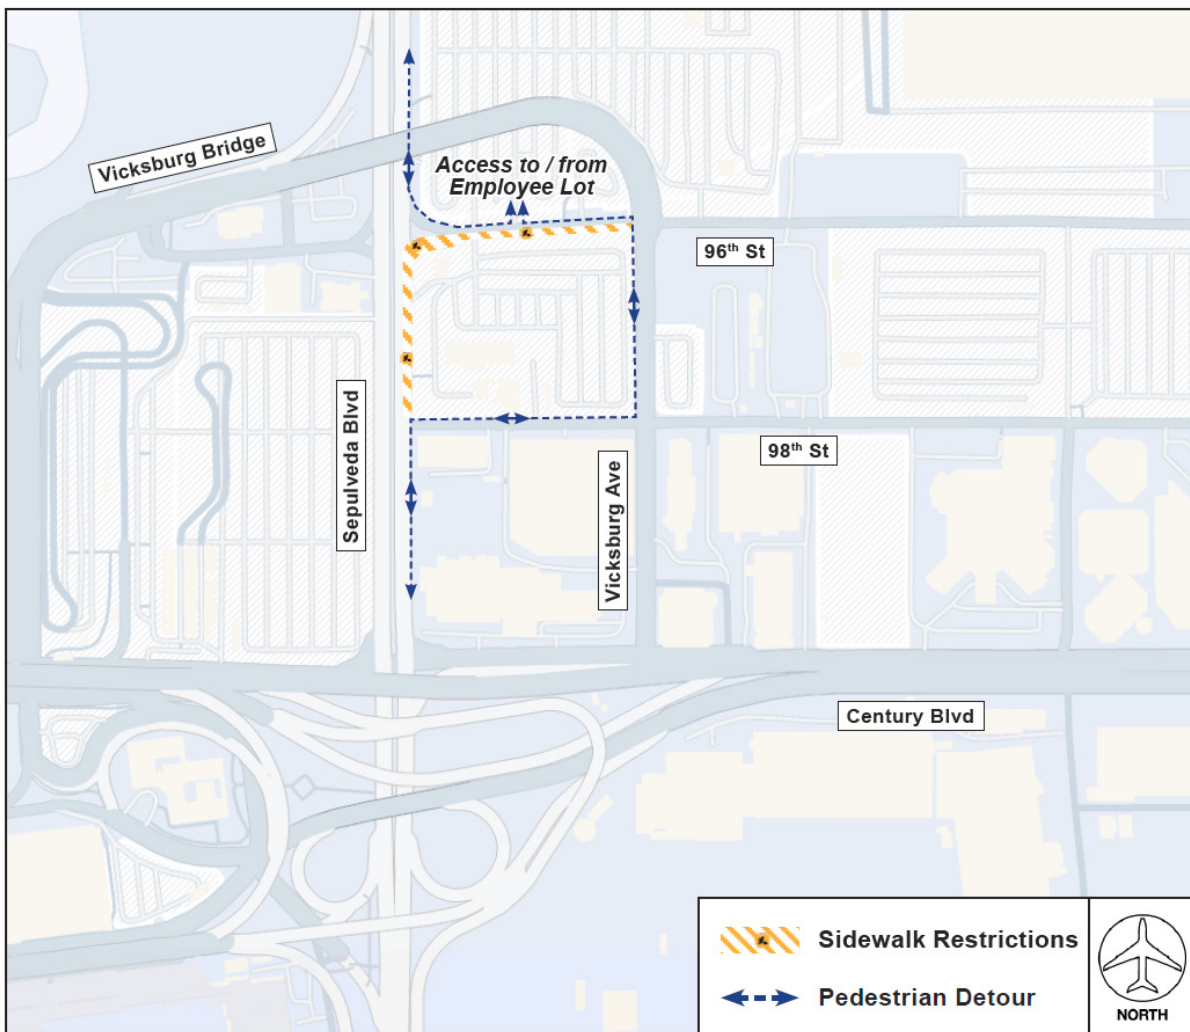 Vicksburg Bridge
Access to / from
Employee Lot
96th St
Sepulveda Blvd
98th St
Vicksburg Ave
Century Blvd
Sidewalk Restrictions
Pedestrian Detour
NORTH